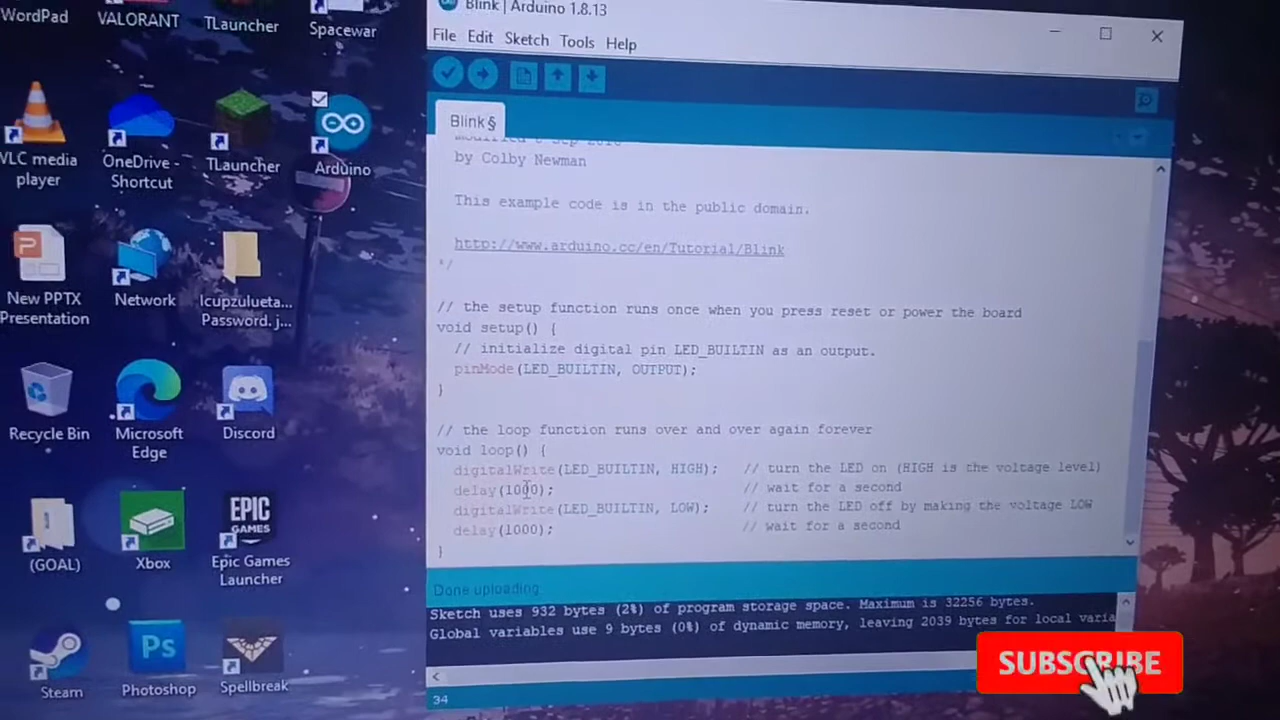 WordPad
VALORANT
TLauncher
Spacewar
VLC media
player
OneDrive -
Shortcut
TLauncher
Arduino
New PPTX
Presentation
Network
lcupzulueta...
Password. j...
Recycle Bin
Microsoft
Edge
Discord
(GOAL)
Xbox
EPIC
GAMES
Epic Games
Launcher
Steam
Ps
Photoshop
Spellbreak
Blink | Arduino 1.8.13
File Edit Sketch Tools Help
Blink§
by Colby Newman
This example code is in the public domain.
http://www.arduino.cc/en/Tutorial/Blink
*/
// the setup function runs once when you press reset or power the board
void setup() {
// initialize digital pin LED_BUILTIN as an output.
pinMode(LED_BUILTIN, OUTPUT);
}
// the loop function runs over and over again forever
void loop() {
digitalWrite(LED_BUILTIN, HIGH); // turn the LED on (HIGH is the voltage level)
delay(1000); // wait for a second
digitalWrite(LED_BUILTIN, LOW); // turn the LED off by making the voltage LOW
delay(1000); // wait for a second
}
Done uploading.
Sketch uses 932 bytes (2%) of program storage space. Maximum is 32256 bytes.
Global variables use 9 bytes (0%) of dynamic memory, leaving 2039 bytes for local varia
34
SUBSCRIBE